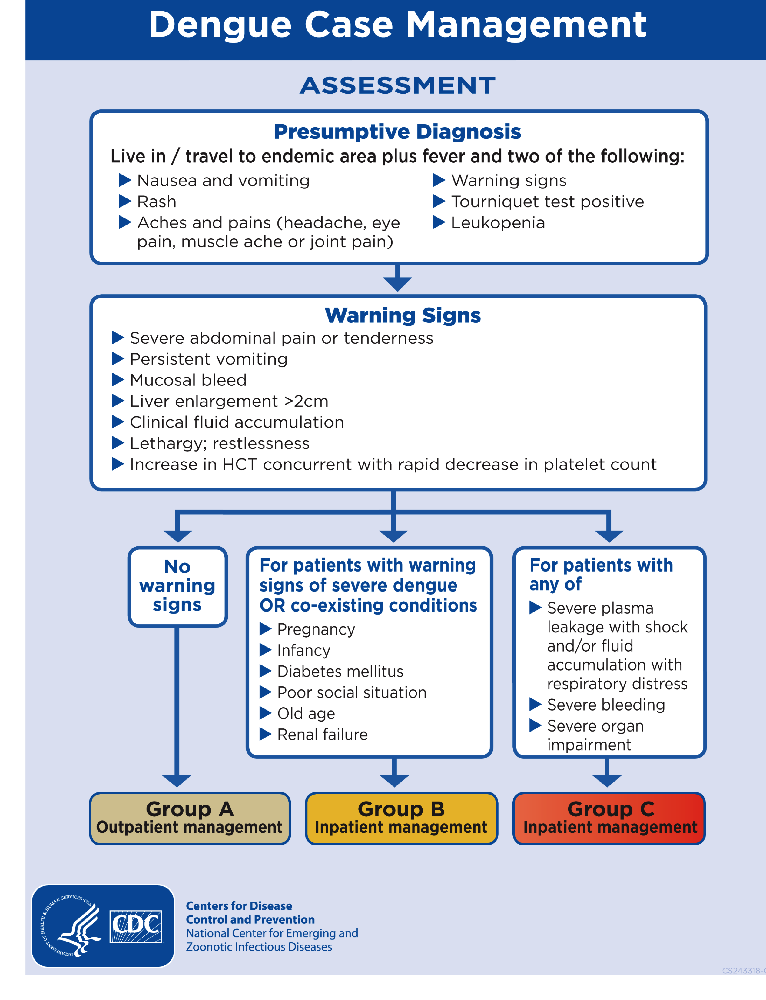 Dengue Case Management
ASSESSMENT
Presumptive Diagnosis
Live in / travel to endemic area plus fever and two of the following:
Nausea and vomiting
Rash
Aches and pains (headache, eye
pain, muscle ache or joint pain)
Warning signs
Tourniquet test positive
Leukopenia
Warning Signs
Severe abdominal pain or tenderness
Persistent vomiting
Mucosal bleed
Liver enlargement >2cm
Clinical fluid accumulation
Lethargy; restlessness
Increase in HCT concurrent with rapid decrease in platelet count
No
warning
signs
For patients with warning
signs of severe dengue
OR co-existing conditions
Pregnancy
Infancy
Diabetes mellitus
Poor social situation
Old age
Renal failure
For patients with
any of
Severe plasma
leakage with shock
and/or fluid
accumulation with
respiratory distress
Severe bleeding
Severe organ
impairment
Group A
Outpatient management
Group B
Inpatient management
Group C
Inpatient management
DEPARTMENT OF HEALTH & HUMAN SERVICES·USA
CDC
Centers for Disease
Control and Prevention
National Center for Emerging and
Zoonotic Infectious Diseases
CS243318-